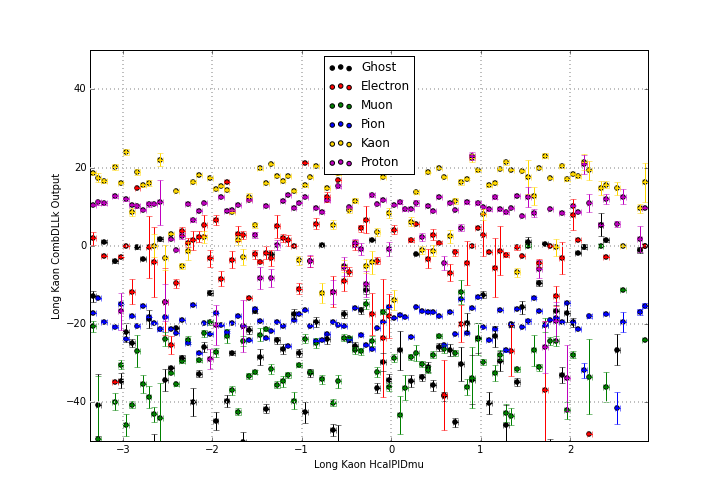 Ghost
Electron
Muon
Pion
Kaon
Proton
40
20
0
−20
−40
Long Kaon CombDLLk Output
−3
−2
−1
0
1
2
Long Kaon HcalPIDmu